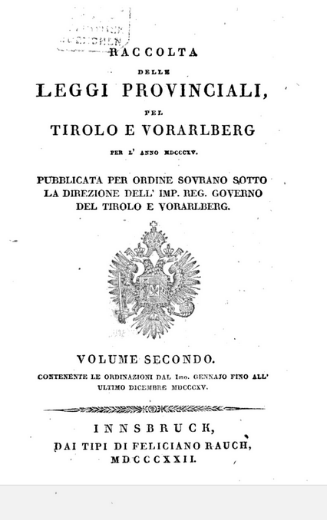 RACCOLTA
DELLE
LEGGI PROVINCIALI,
PEL
TIROLO E VORARLBERG
PER L' ANNO MDCCCXV.
PUBBLICATA PER ORDINE SOVRANO SOTTO
LA DIREZIONE DELL' IMP. REG. GOVERNO
DEL TIROLO E VORARLBERG.
VOLUME SECONDO.
CONTENENTE LE ORDINAZIONI DAL 1mo. GENNAJO FINO ALL'
ULTIMO DICEMBRE MDCCCXV.
INNSBRUCK,
DAI TIPI DI FELICIANO RAUCH,
MDCCCXXII.